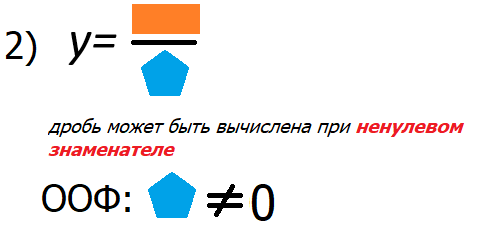 2) y=
дробь может быть вычислена при ненулевом
знаменателе
ООФ: ≠0